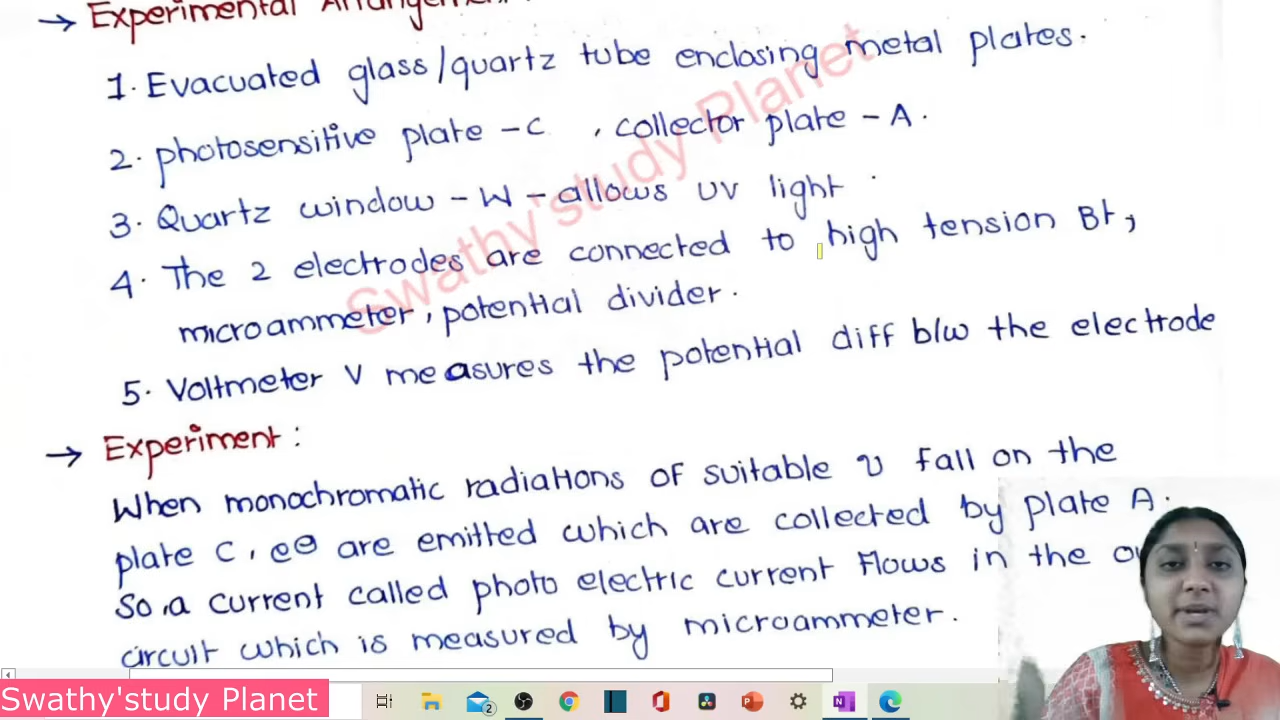 → Experimental Arrangement
1. Evacuated glass/quartz tube enclosing metal plates.
2. photosensitive plate - C , collector plate - A.
3. Quartz window - W - allows UV light
4. The 2 electrodes are connected to high tension Bt,
microammeter, potential divider.
5. Voltmeter V measures the potential diff b/w the electrode
→ Experiment :
When monochromatic radiations of suitable υ fall on the
plate C, e⊖ are emitted which are collected by plate A.
So, a current called photo electric current flows in the
circuit which is measured by microammeter.
Swathy'study Planet
Swathy'study Planet
2